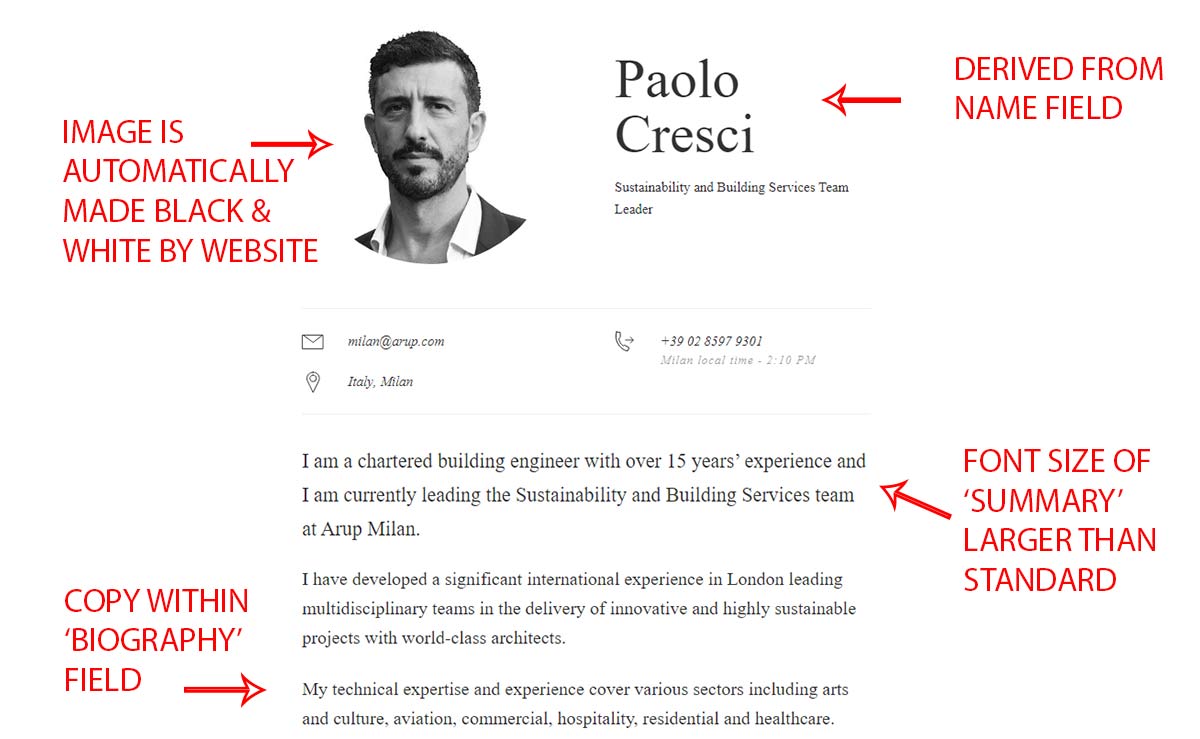 IMAGE IS
AUTOMATICALLY
MADE BLACK &
WHITE BY WEBSITE
Paolo
Cresci
Sustainability and Building Services Team
Leader
DERIVED FROM
NAME FIELD
milan@arup.com
+39 02 8597 9301
Milan local time - 2:10 PM
Italy, Milan
I am a chartered building engineer with over 15 years’ experience and
I am currently leading the Sustainability and Building Services team
at Arup Milan.
FONT SIZE OF
‘SUMMARY’
LARGER THAN
STANDARD
I have developed a significant international experience in London leading
multidisciplinary teams in the delivery of innovative and highly sustainable
projects with world-class architects.
COPY WITHIN
‘BIOGRAPHY’
FIELD
My technical expertise and experience cover various sectors including arts
and culture, aviation, commercial, hospitality, residential and healthcare.